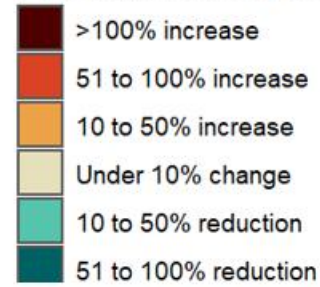 >100% increase
51 to 100% increase
10 to 50% increase
Under 10% change
10 to 50% reduction
51 to 100% reduction